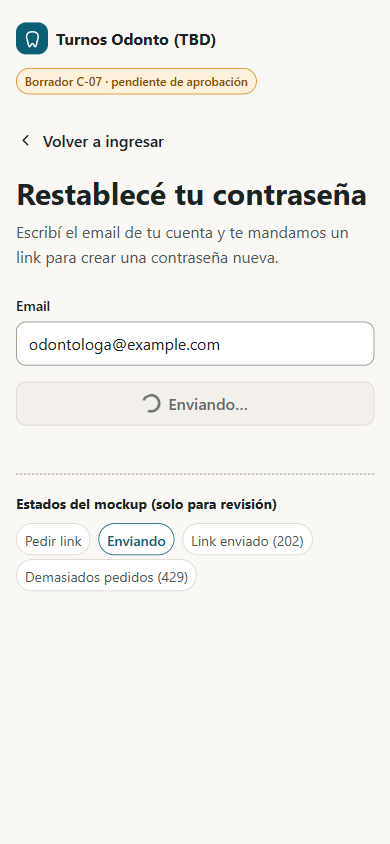 Turnos Odonto (TBD)
Borrador C-07 · pendiente de aprobación
Volver a ingresar
Restablecé tu contraseña
Escribí el email de tu cuenta y te mandamos un
link para crear una contraseña nueva.
Email
odontologa@example.com
Enviando...
Estados del mockup (solo para revisión)
Pedir link
Enviando
Link enviado (202)
Demasiados pedidos (429)